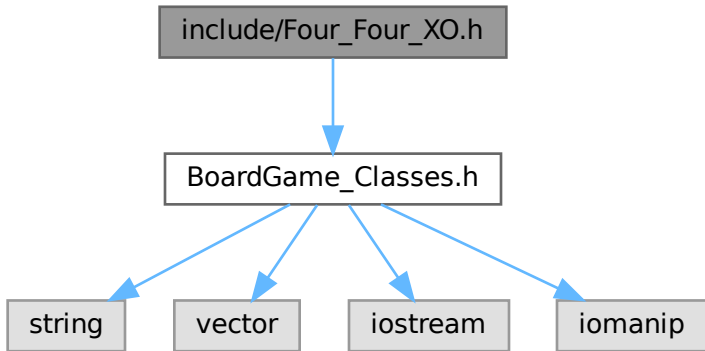 include/Four_Four_XO.h
BoardGame_Classes.h
string
vector
iostream
iomanip